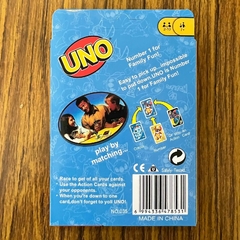 UNO
Number 1 for
Family Fun!
Easy to pick up...impossible
to put down UNO is Number
1 for Family Fun!
play by
matching...
* Race to get of all your cards.
* Use the Action Cards against
your opponents.
* When you're down to one
card,don't forget to yoll UNO!
CE
MADE IN CHINA